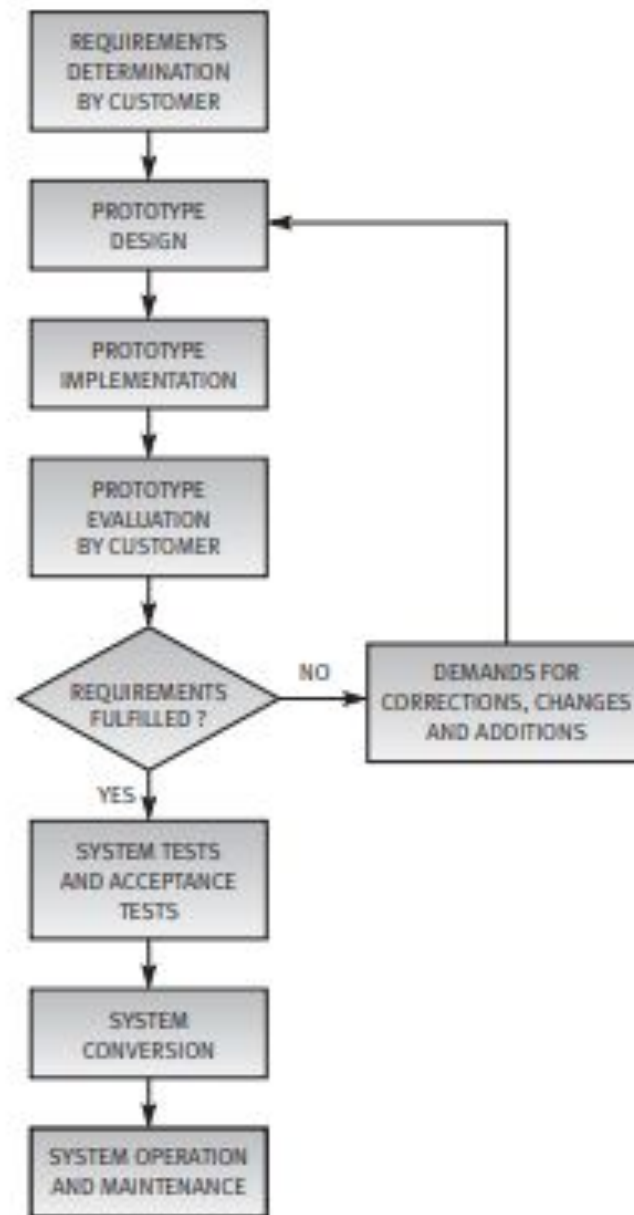 REQUIREMENTS
DETERMINATION
BY CUSTOMER
PROTOTYPE
DESIGN
PROTOTYPE
IMPLEMENTATION
PROTOTYPE
EVALUATION
BY CUSTOMER
REQUIREMENTS
FULFILLED ?
NO
DEMANDS FOR
CORRECTIONS, CHANGES
AND ADDITIONS
YES
SYSTEM TESTS
AND ACCEPTANCE
TESTS
SYSTEM
CONVERSION
SYSTEM OPERATION
AND MAINTENANCE